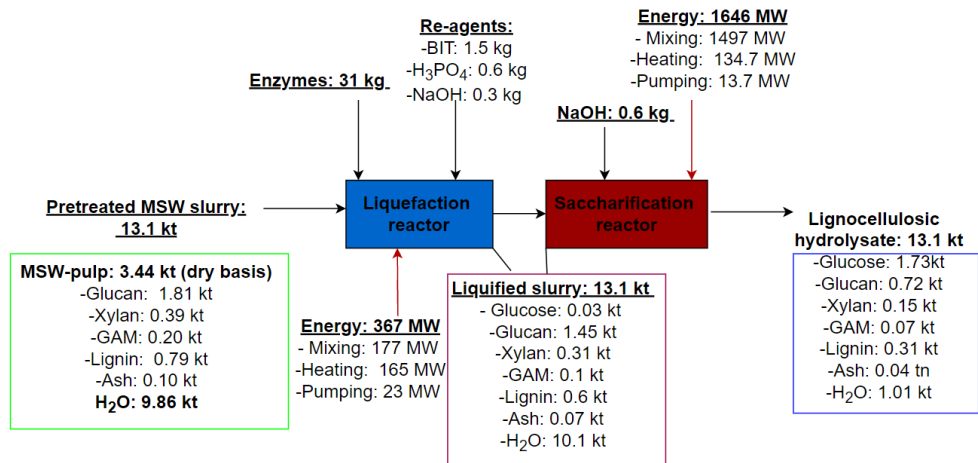 Re-agents:
-BIT: 1.5 kg
-H₃PO₄: 0.6 kg
-NaOH: 0.3 kg
Energy: 1646 MW
- Mixing: 1497 MW
-Heating: 134.7 MW
-Pumping: 13.7 MW
Enzymes: 31 kg
NaOH: 0.6 kg
Pretreated MSW slurry:
13.1 kt
Liquefaction
reactor
Saccharification
reactor
Lignocellulosic
hydrolysate: 13.1 kt
MSW-pulp: 3.44 kt (dry basis)
-Glucan: 1.81 kt
-Xylan: 0.39 kt
-GAM: 0.20 kt
-Lignin: 0.79 kt
-Ash: 0.10 kt
H₂O: 9.86 kt
Energy: 367 MW
- Mixing: 177 MW
-Heating: 165 MW
-Pumping: 23 MW
Liquified slurry: 13.1 kt
- Glucose: 0.03 kt
-Glucan: 1.45 kt
-Xylan: 0.31 kt
-GAM: 0.1 kt
-Lignin: 0.6 kt
-Ash: 0.07 kt
-H₂O: 10.1 kt
-Glucose: 1.73kt
-Glucan: 0.72 kt
-Xylan: 0.15 kt
-GAM: 0.07 kt
-Lignin: 0.31 kt
-Ash: 0.04 tn
-H₂O: 1.01 kt